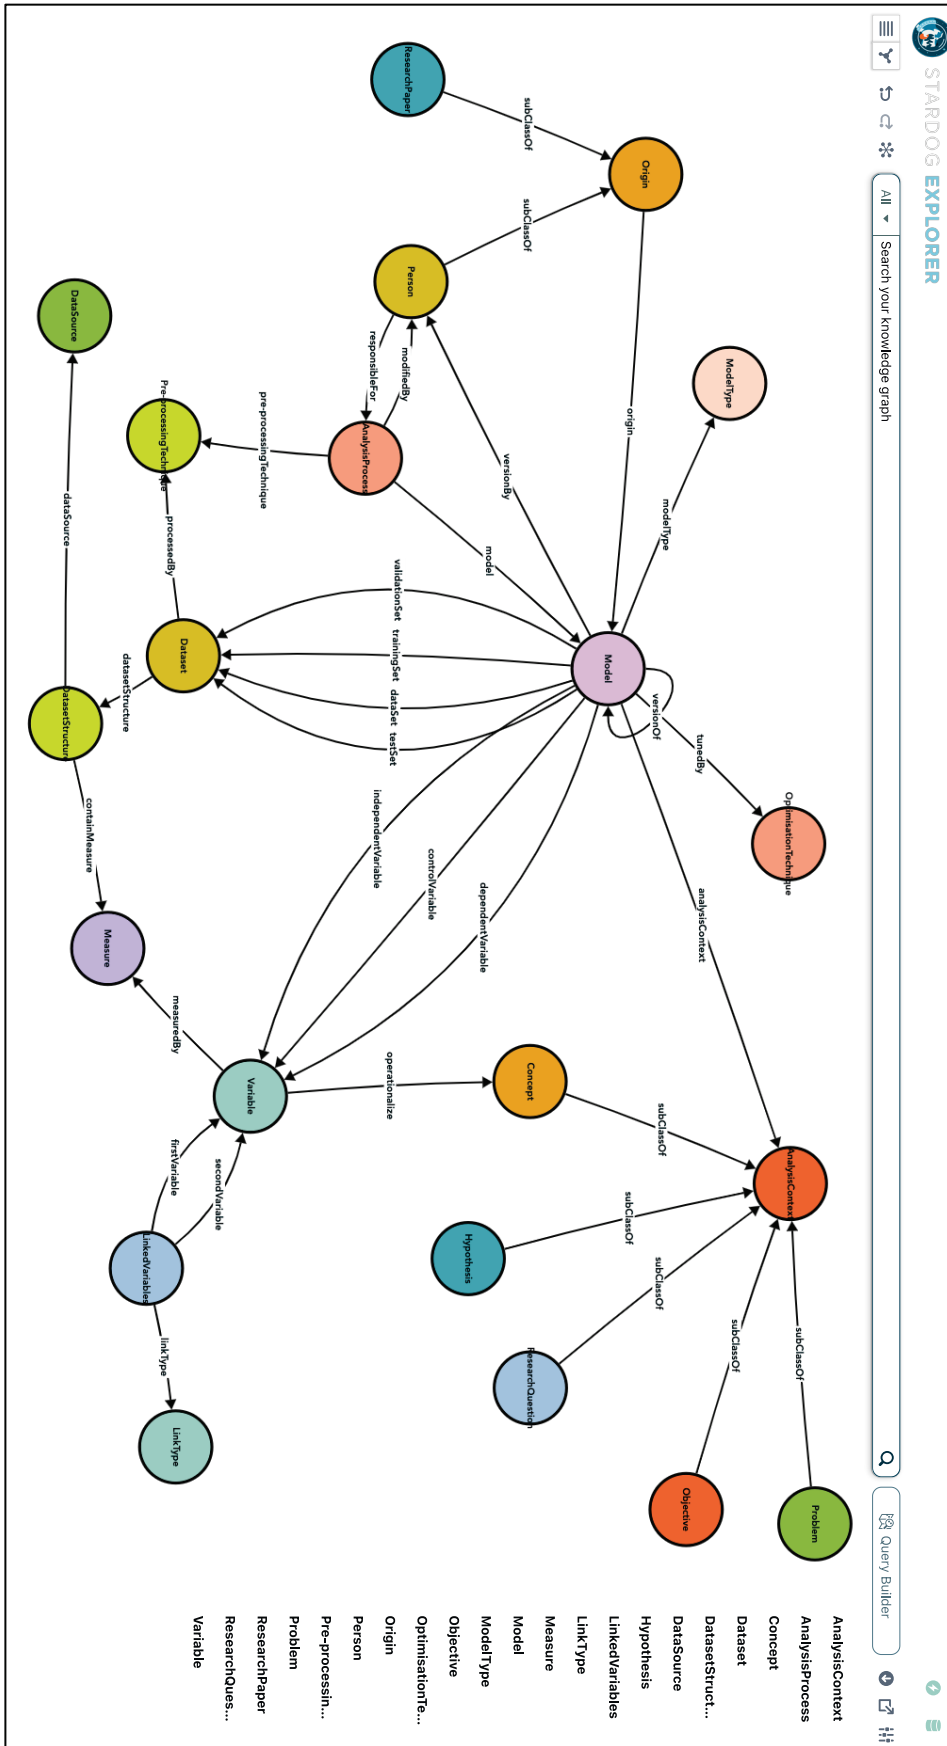 STARDOG EXPLORER
All
Search your knowledge graph
Query Builder
AnalysisContext
AnalysisProcess
Concept
Dataset
DatasetStruct...
DataSource
Hypothesis
LinkedVariables
LinkType
Measure
Model
ModelType
Objective
OptimisationTe...
Origin
Person
Pre-processin...
Problem
ResearchPaper
ResearchQues...
Variable
Problem
subClassOf
AnalysisContext
Objective
subClassOf
OptimisationTechnique
tunedBy
analysisContext
subClassOf
ResearchQuestion
subClassOf
subClassOf
Concept
Hypothesis
ModelType
modelType
versionOf
Model
Origin
origin
subClassOf
subClassOf
ResearchPaper
Person
versionBy
model
modifiedBy
responsibleFor
AnalysisProcess
dependentVariable
controlVariable
independentVariable
operationalize
validationSet
trainingSet
dataSet
testSet
pre-processingTechnique
Pre-processingTechnique
processedBy
Dataset
datasetStructure
DatasetStructure
dataSource
DataSource
containMeasure
Measure
measuredBy
Variable
secondVariable
firstVariable
LinkedVariables
linkType
LinkType